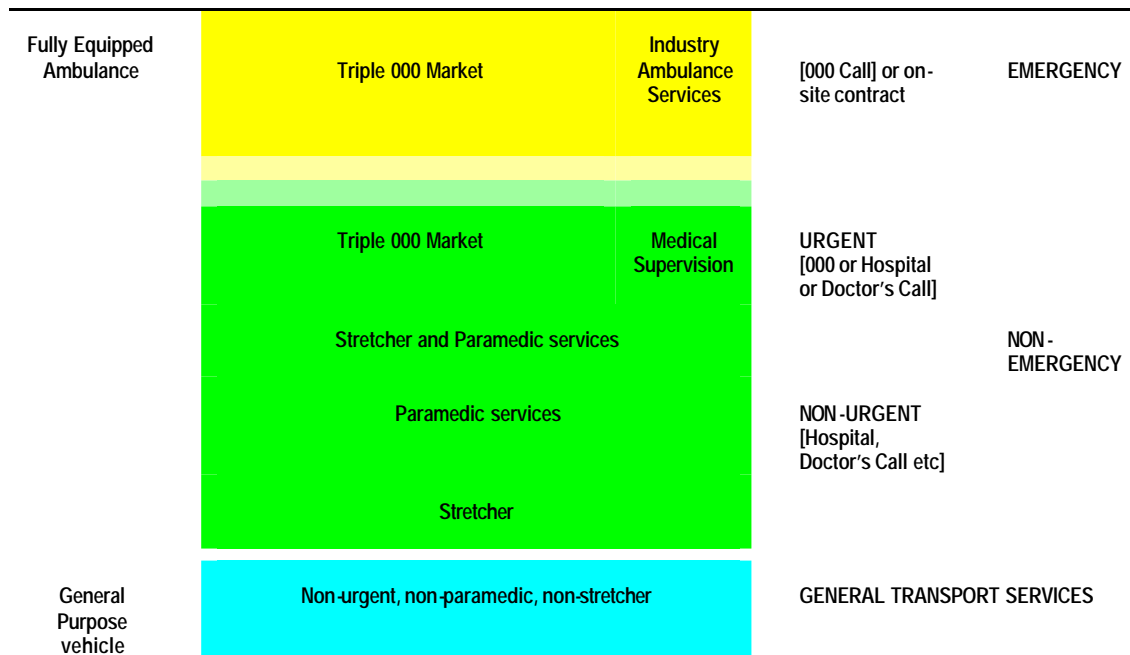 Fully Equipped
Ambulance
Triple 000 Market
Industry
Ambulance
Services
[000 Call] or on-
site contract
EMERGENCY
Triple 000 Market
Medical
Supervision
URGENT
[000 or Hospital
or Doctor's Call]
Stretcher and Paramedic services
NON-
EMERGENCY
Paramedic services
NON-URGENT
[Hospital,
Doctor's Call etc]
Stretcher
General
Purpose
vehicle
Non-urgent, non-paramedic, non-stretcher
GENERAL TRANSPORT SERVICES